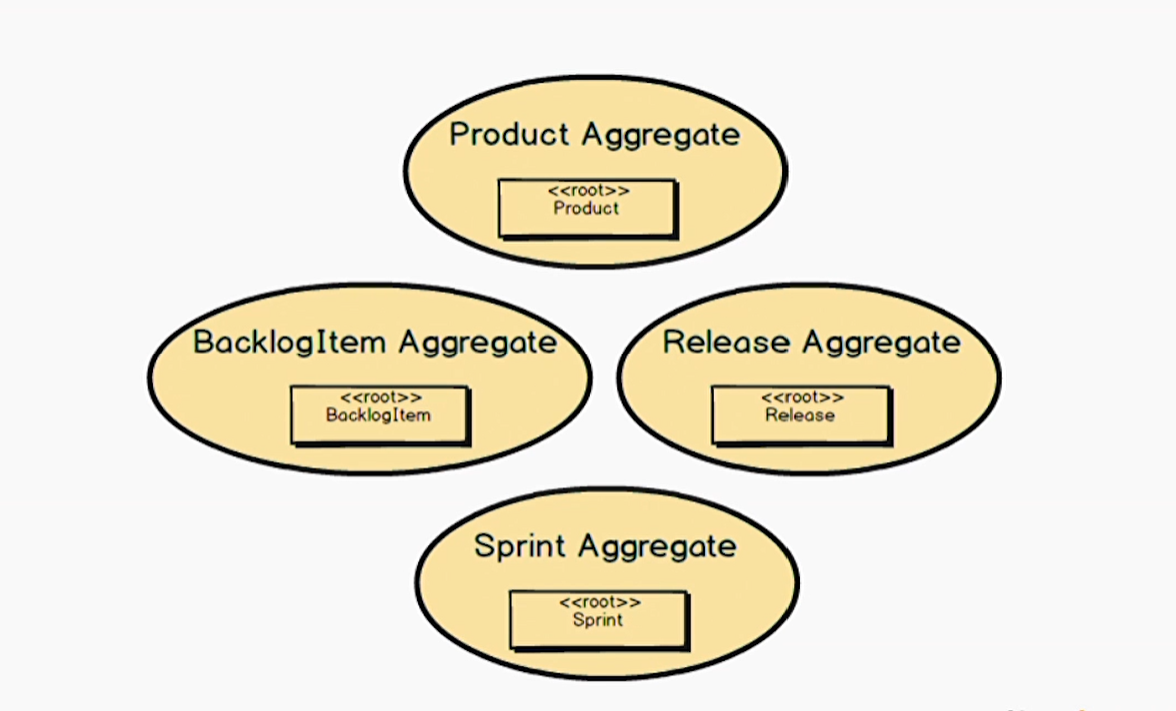 Product Aggregate
<<root>>
Product
BacklogItem Aggregate
<<root>>
BacklogItem
Release Aggregate
<<root>>
Release
Sprint Aggregate
<<root>>
Sprint